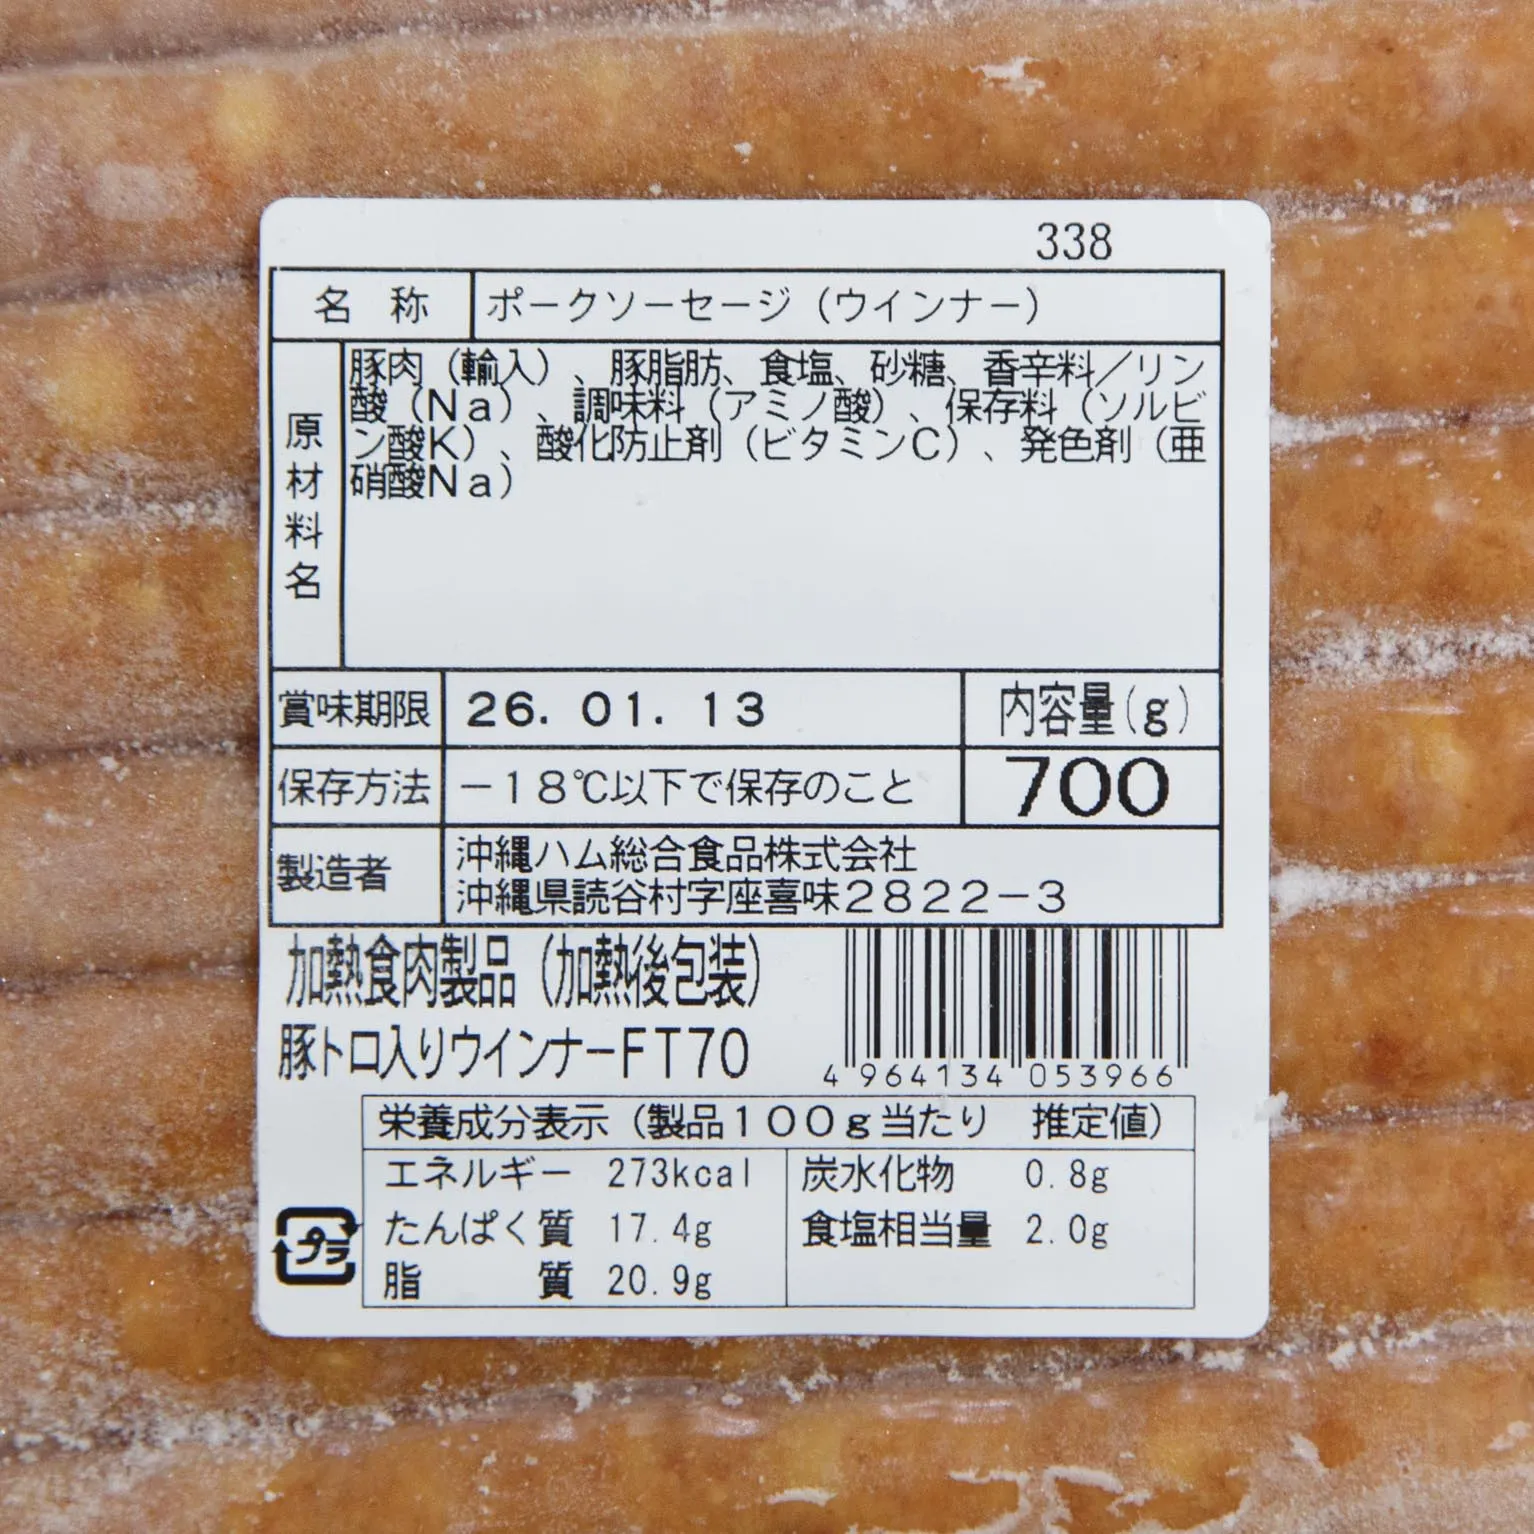 338
名 称 ポークソーセージ（ウインナー）
原材料名
豚肉（輸入）、豚脂肪、食塩、砂糖、香辛料／リン
酸（Ｎａ）、調味料（アミノ酸）、保存料（ソルビ
ン酸Ｋ）、酸化防止剤（ビタミンＣ）、発色剤（亜
硝酸Ｎａ）
賞味期限 26. 01. 13 内容量(g)
保存方法 －１８℃以下で保存のこと 700
製造者 沖縄ハム総合食品株式会社
沖縄県読谷村字座喜味２８２２－３
加熱食肉製品（加熱後包装）
豚トロ入りウインナーＦＴ70
4 964134 053966
栄養成分表示（製品１００ｇ当たり 推定値）
エネルギー 273kcal 炭水化物 0.8g
たんぱく質 17.4g 食塩相当量 2.0g
脂 質 20.9g
プラ